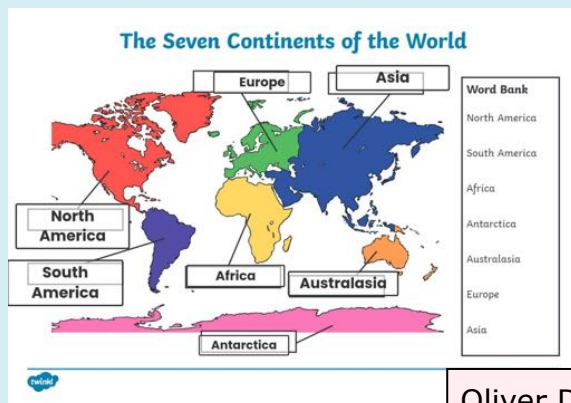 The Seven Continents of the World
Europe
Asia
Word Bank
North America
South America
Africa
Antarctica
Australasia
Europe
Asia
North
America
South
America
Africa
Australasia
Antarctica
twinkl
Oliver D